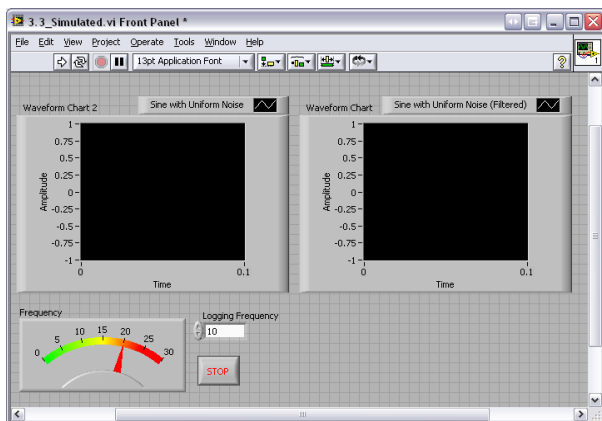 3.3_Simulated.vi Front Panel *
File Edit View Project Operate Tools Window Help
13pt Application Font
?
1
Waveform Chart 2
Sine with Uniform Noise
Amplitude
1
0.75
0.5
0.25
0
-0.25
-0.5
-0.75
-1
0 0.1
Time
Waveform Chart
Sine with Uniform Noise (Filtered)
Amplitude
1
0.75
0.5
0.25
0
-0.25
-0.5
-0.75
-1
0 0.1
Time
Frequency
0 5 10 15 20 25 30
Logging Frequency
10
STOP